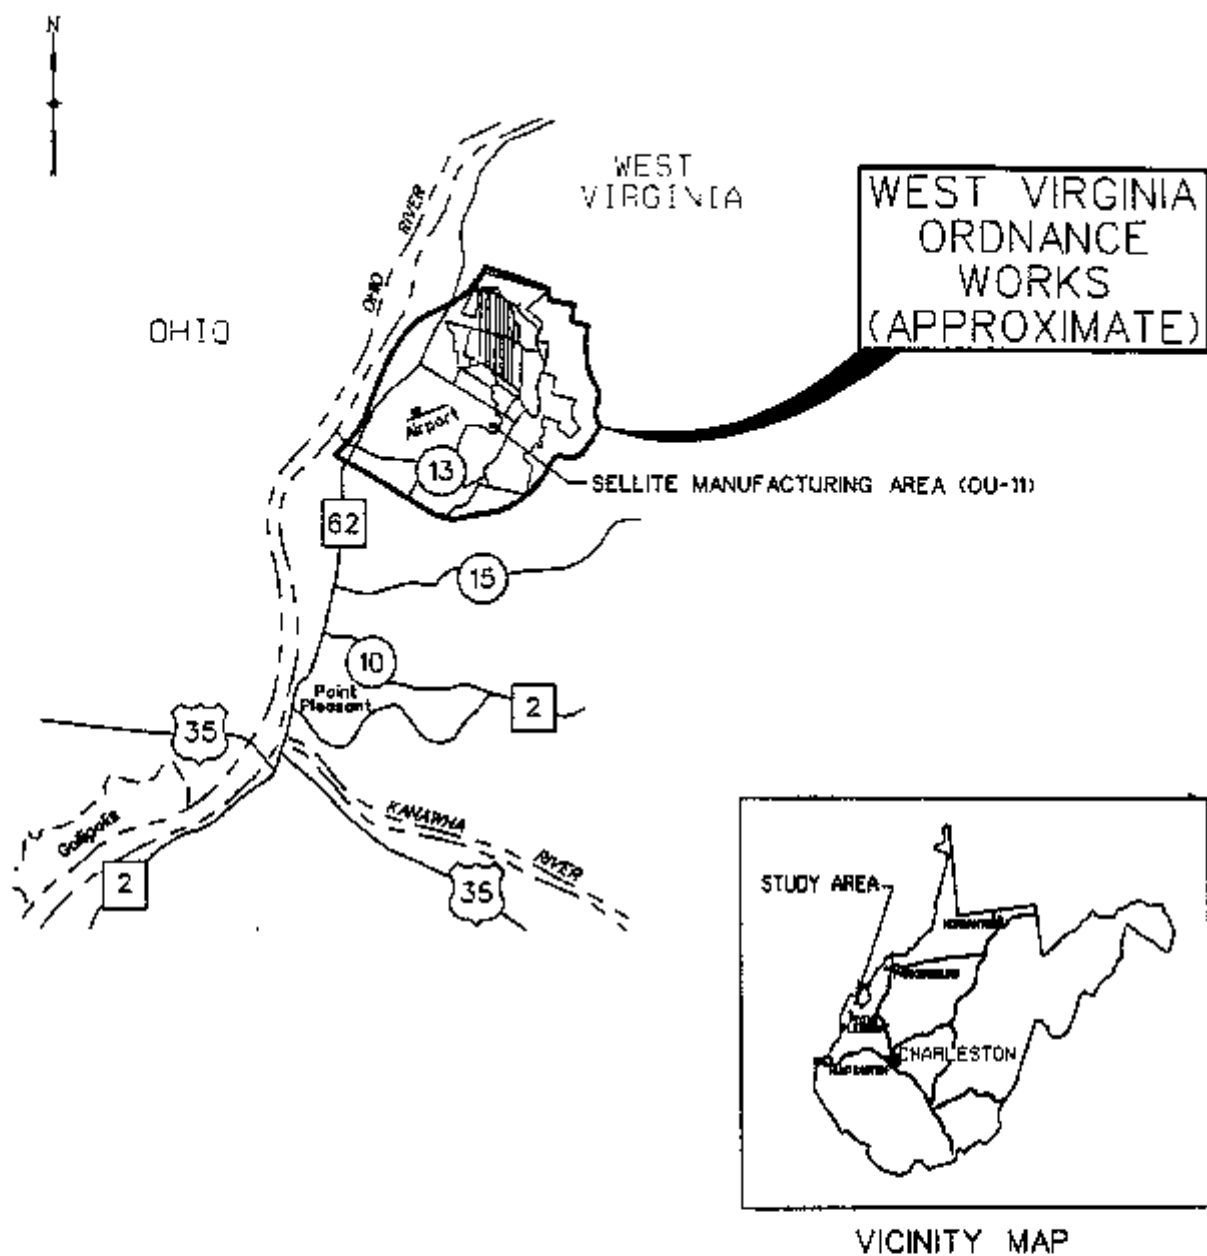 N
WEST
VIRGINIA
WEST VIRGINIA
ORDNANCE
WORKS
(APPROXIMATE)
OHIO
RIVER
OHIO
Airport
13
SELLITE MANUFACTURING AREA (OU-11)
62
15
10
Point
Pleasant
2
35
Gallipolis
2
KANAWHA
RIVER
35
STUDY AREA
CHARLESTON
VICINITY MAP